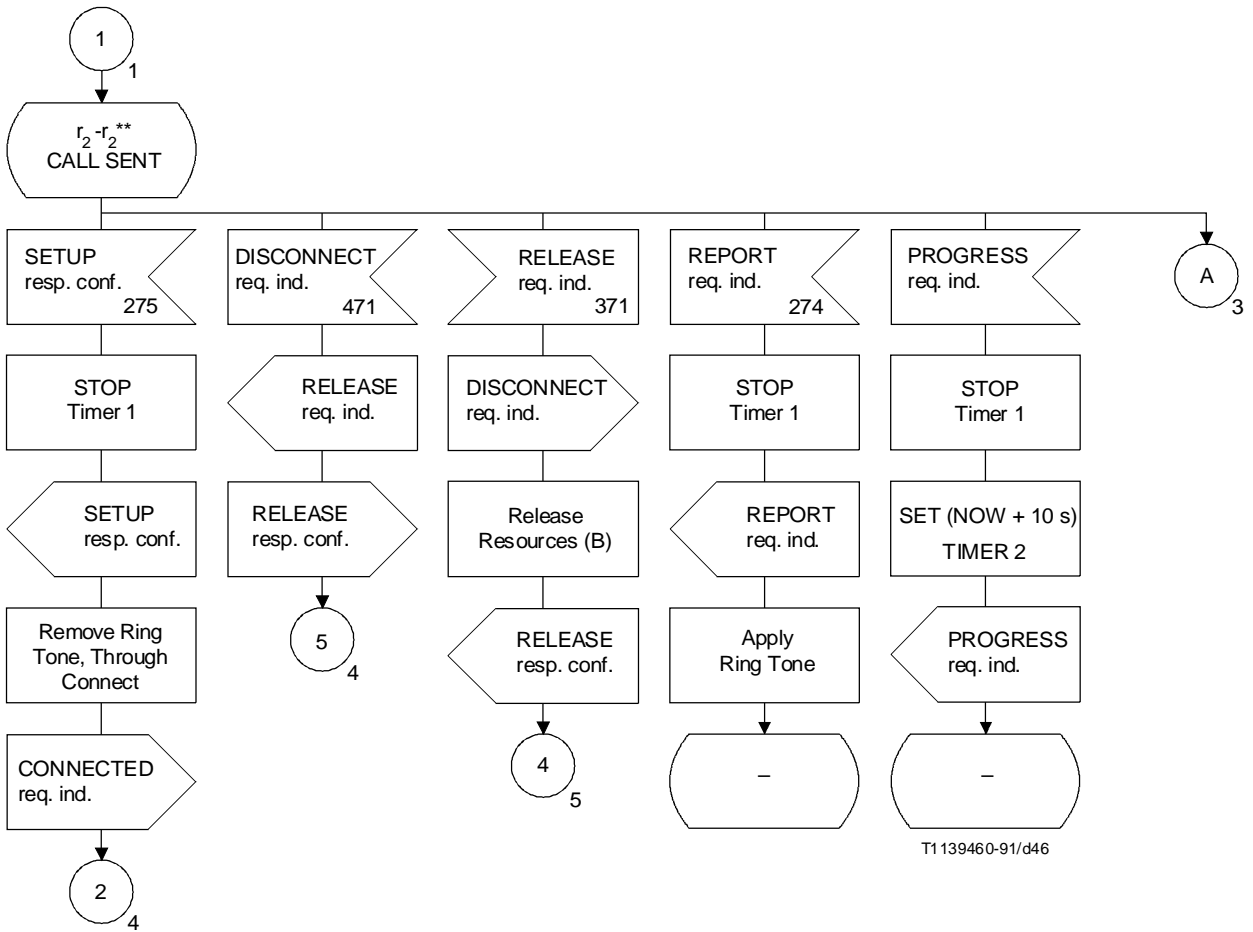 1
1
r2 -r2**
CALL SENT
SETUP
resp. conf.
275
STOP
Timer 1
SETUP
resp. conf.
Remove Ring
Tone, Through
Connect
CONNECTED
req. ind.
2
4
DISCONNECT
req. ind.
471
RELEASE
req. ind.
RELEASE
resp. conf.
5
4
RELEASE
req. ind.
371
DISCONNECT
req. ind.
Release
Resources (B)
RELEASE
resp. conf.
4
5
REPORT
req. ind.
274
STOP
Timer 1
REPORT
req. ind.
Apply
Ring Tone
–
PROGRESS
req. ind.
STOP
Timer 1
SET (NOW + 10 s)
TIMER 2
PROGRESS
req. ind.
–
A
3
T1139460-91/d46